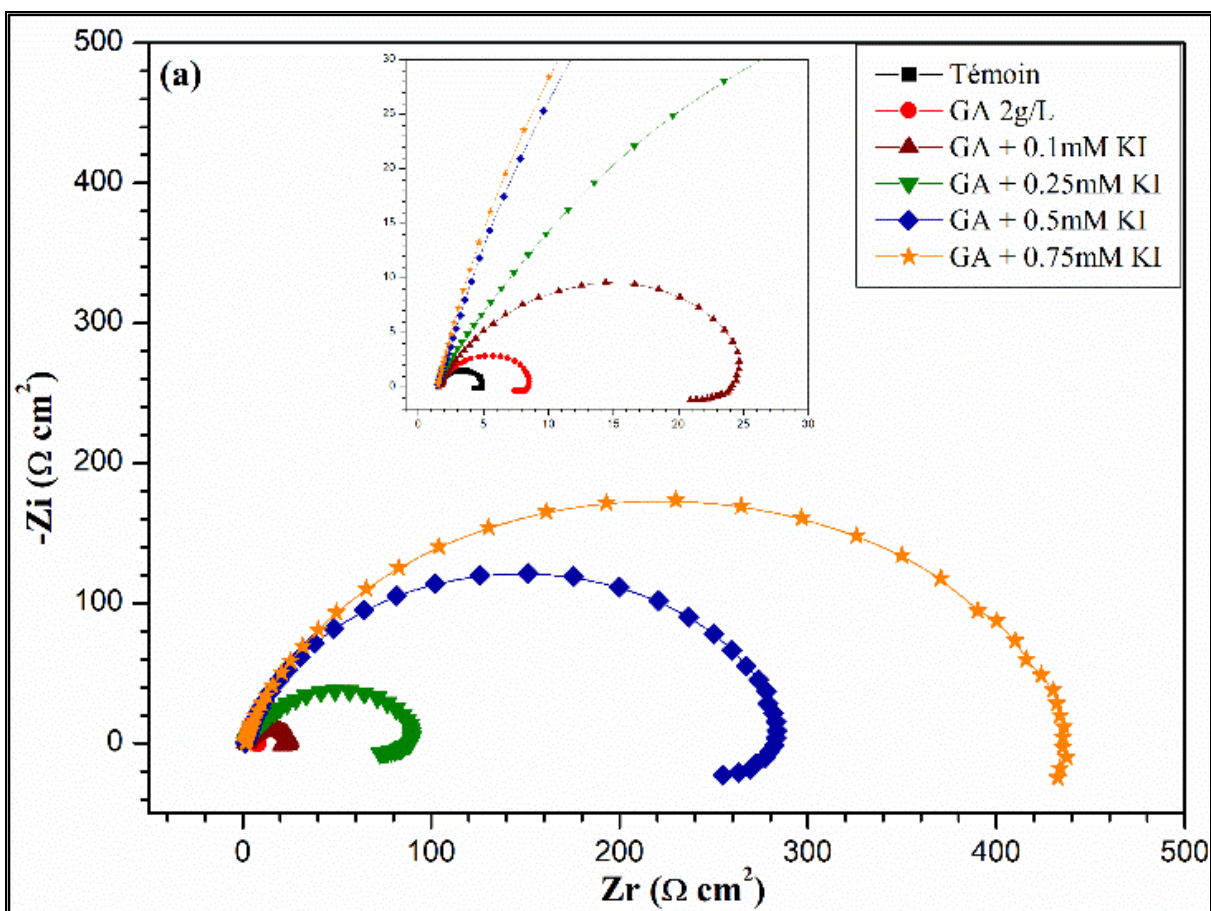 (a)
Témoin
GA 2g/L
GA + 0.1mM KI
GA + 0.25mM KI
GA + 0.5mM KI
GA + 0.75mM KI
500
400
300
200
100
0
-Zi (Ω cm²)
30
25
20
15
10
5
0
0 5 10 15 20 25 30
0 100 200 300 400 500
Zr (Ω cm²)